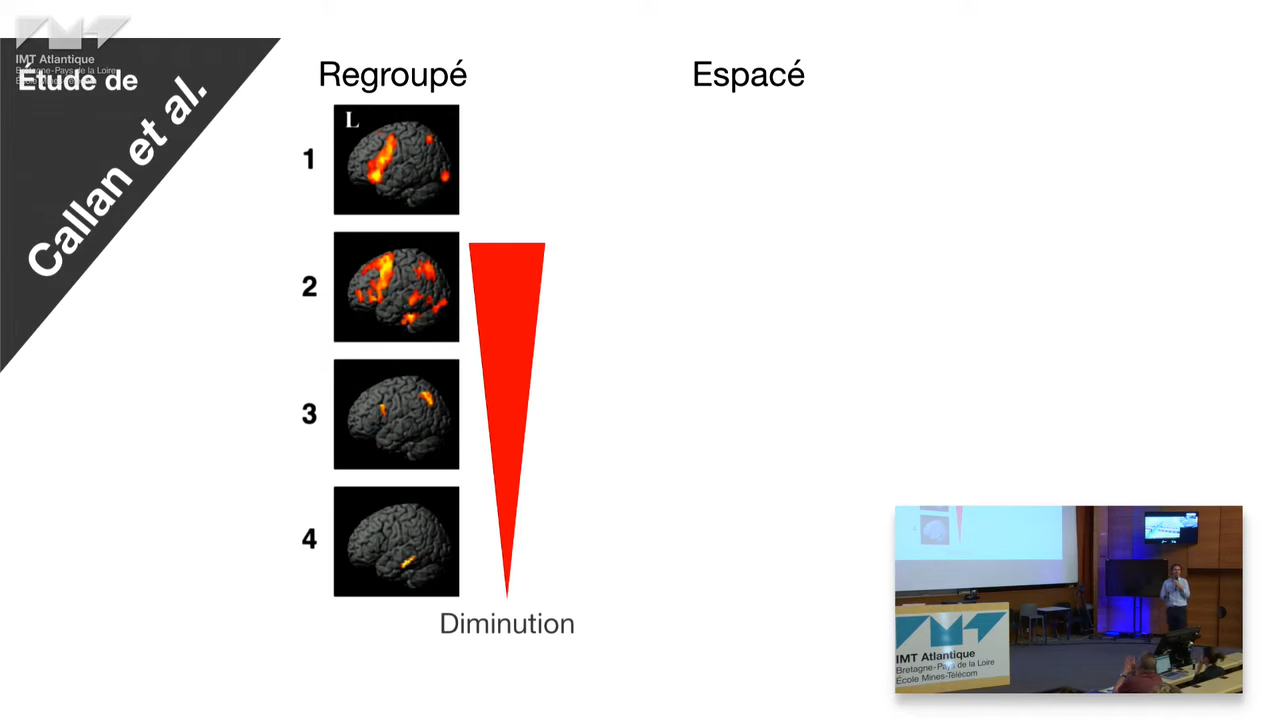 IMT Atlantique
Bretagne-Pays de la Loire
Étude de
Callan et al.
Regroupé
Espacé
L
1
2
3
4
Diminution
IMT Atlantique
Bretagne-Pays de la Loire
École Mines-Télécom